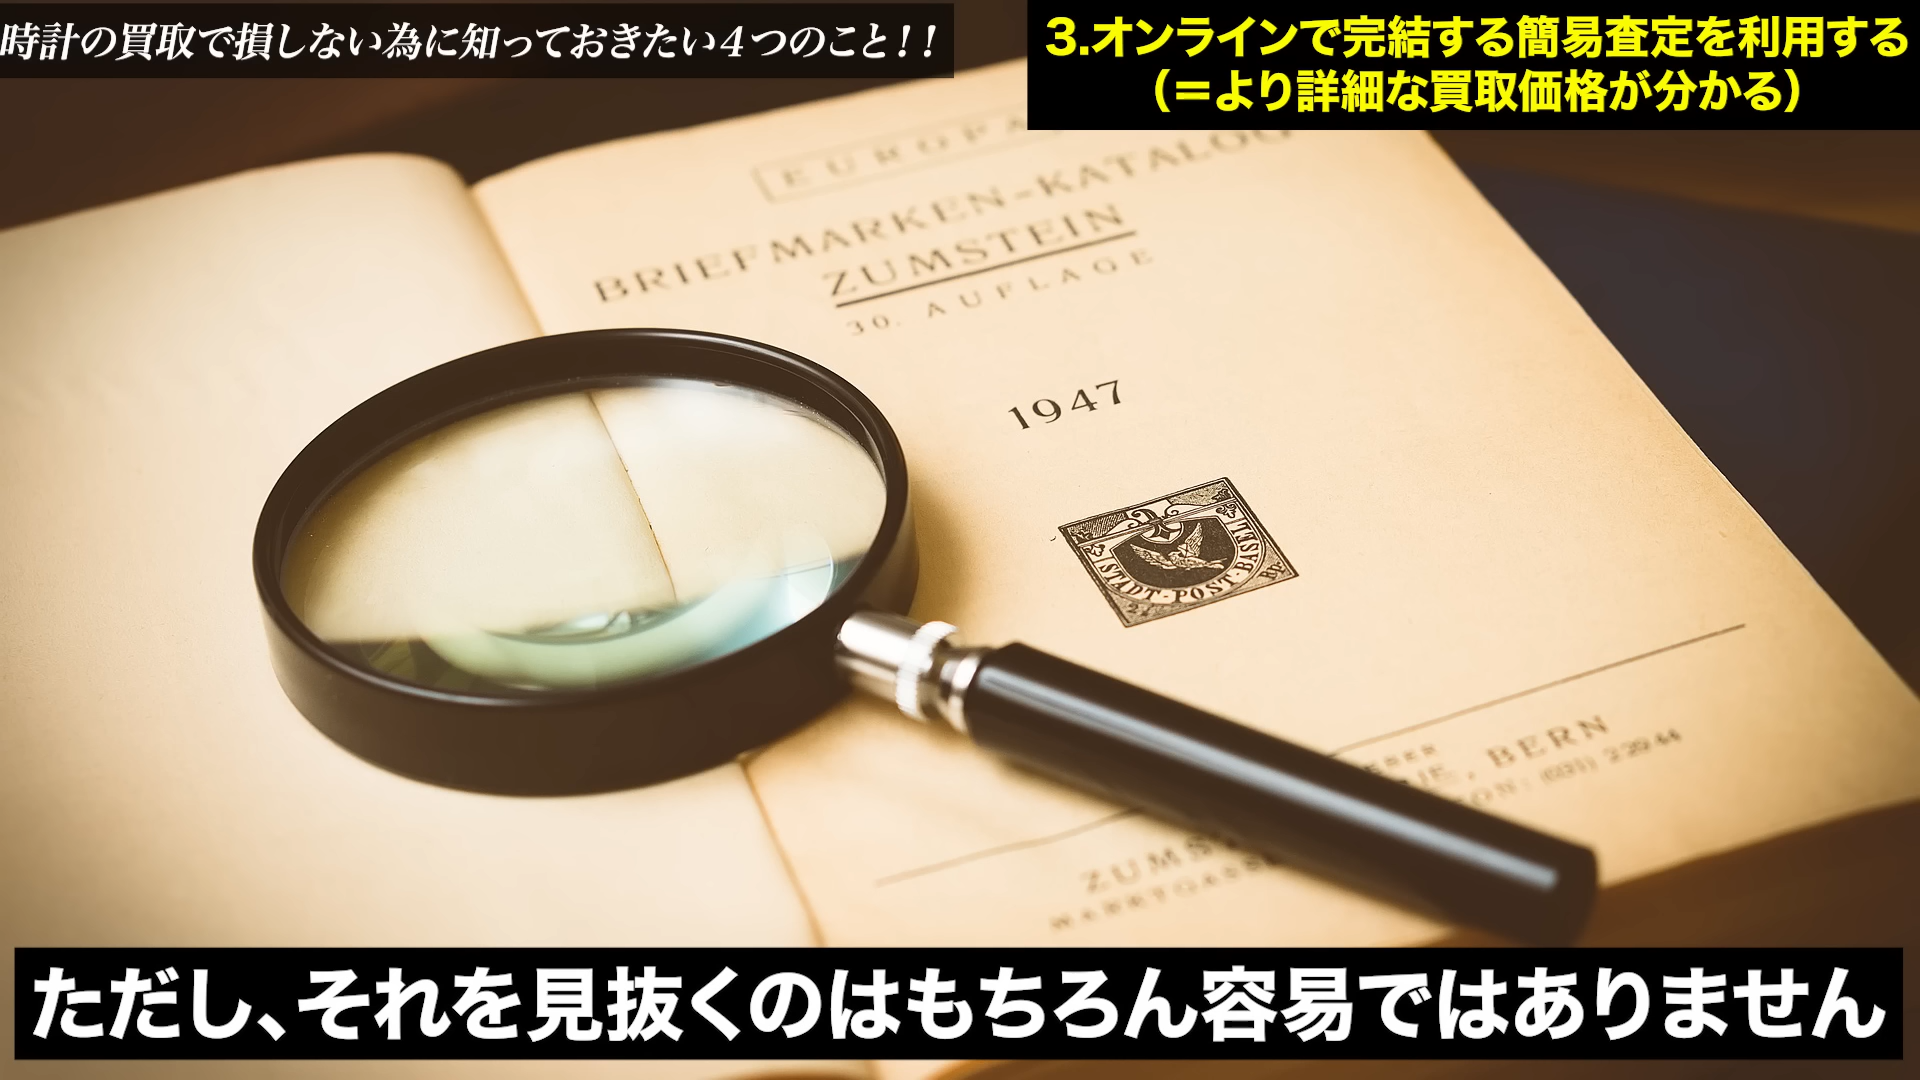 時計の買取で損しない為に知っておきたい4つのこと!!
3.オンラインで完結する簡易査定を利用する
(=より詳細な買取価格が分かる)
BRIEFMARKEN-KATALOG
ZUMSTEIN
30. AUFLAGE
1947
STADT·POST·BASEL
BERN
ただし、それを見抜くのはもちろん容易ではありません